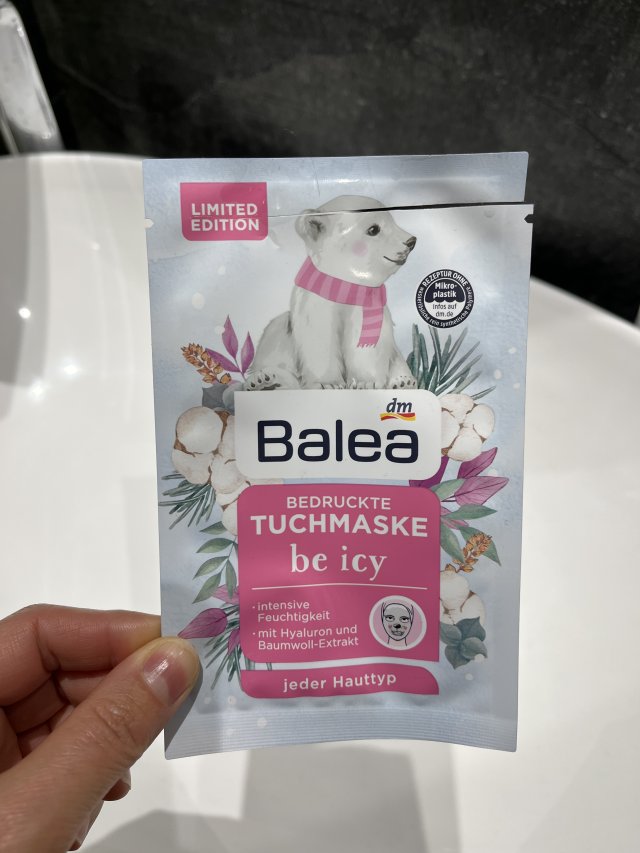 LIMITED
EDITION
REZEPTUR OHNE
Mikro-
plastik
Infos auf
dm.de
dm
Balea
BEDRUCKTE
TUCHMASKE
be icy
· intensive
Feuchtigkeit
· mit Hyaluron und
Baumwoll-Extrakt
jeder Hauttyp